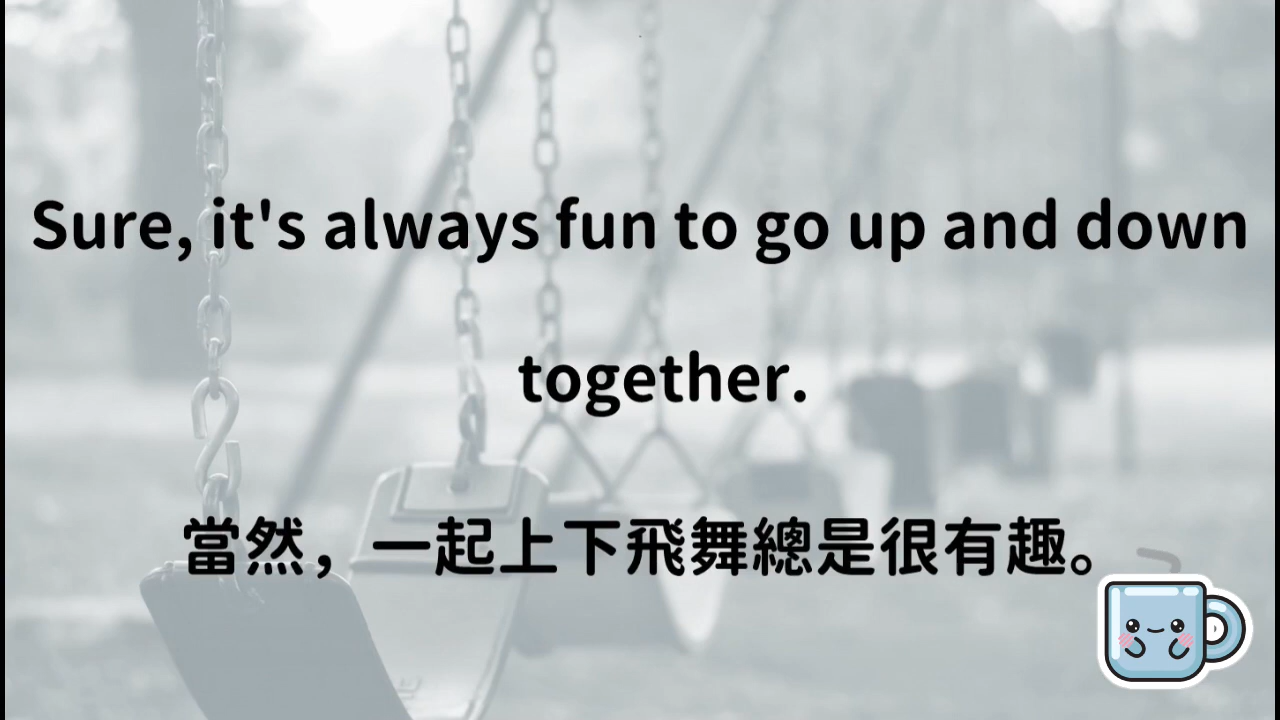 Sure, it's always fun to go up and down
together.
當然，一起上下飛舞總是很有趣。